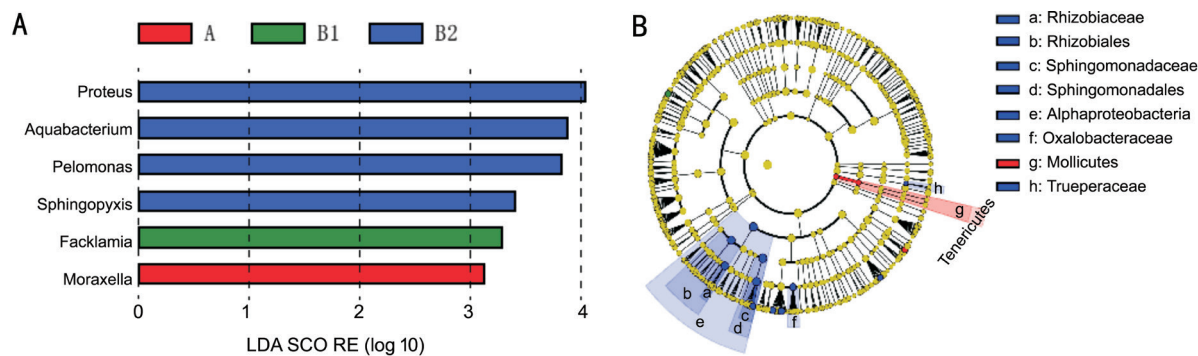 A
A B1 B2
Proteus
Aquabacterium
Pelomonas
Sphingopyxis
Facklamia
Moraxella
0 1 2 3 4
LDA SCO RE (log 10)
B
h
g
Tenericutes
a
b
c
d
e
f
a: Rhizobiaceae
b: Rhizobiales
c: Sphingomonadaceae
d: Sphingomonadales
e: Alphaproteobacteria
f: Oxalobacteraceae
g: Mollicutes
h: Trueperaceae